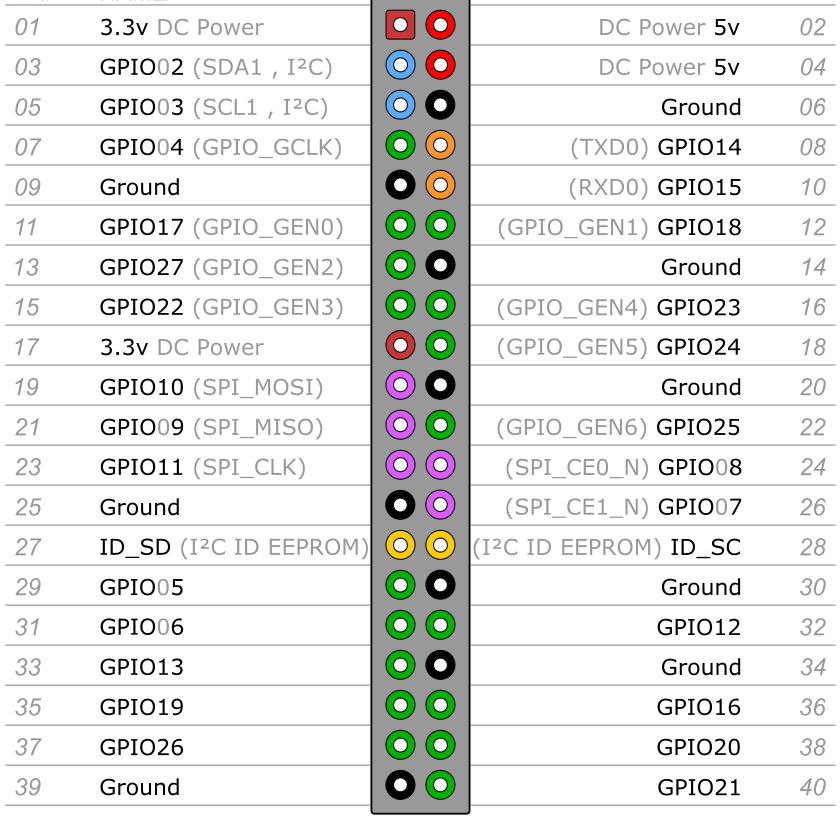 01 3.3v DC Power DC Power 5v 02
03 GPIO02 (SDA1 , I²C) DC Power 5v 04
05 GPIO03 (SCL1 , I²C) Ground 06
07 GPIO04 (GPIO_GCLK) (TXD0) GPIO14 08
09 Ground (RXD0) GPIO15 10
11 GPIO17 (GPIO_GEN0) (GPIO_GEN1) GPIO18 12
13 GPIO27 (GPIO_GEN2) Ground 14
15 GPIO22 (GPIO_GEN3) (GPIO_GEN4) GPIO23 16
17 3.3v DC Power (GPIO_GEN5) GPIO24 18
19 GPIO10 (SPI_MOSI) Ground 20
21 GPIO09 (SPI_MISO) (GPIO_GEN6) GPIO25 22
23 GPIO11 (SPI_CLK) (SPI_CE0_N) GPIO08 24
25 Ground (SPI_CE1_N) GPIO07 26
27 ID_SD (I²C ID EEPROM) (I²C ID EEPROM) ID_SC 28
29 GPIO05 Ground 30
31 GPIO06 GPIO12 32
33 GPIO13 Ground 34
35 GPIO19 GPIO16 36
37 GPIO26 GPIO20 38
39 Ground GPIO21 40